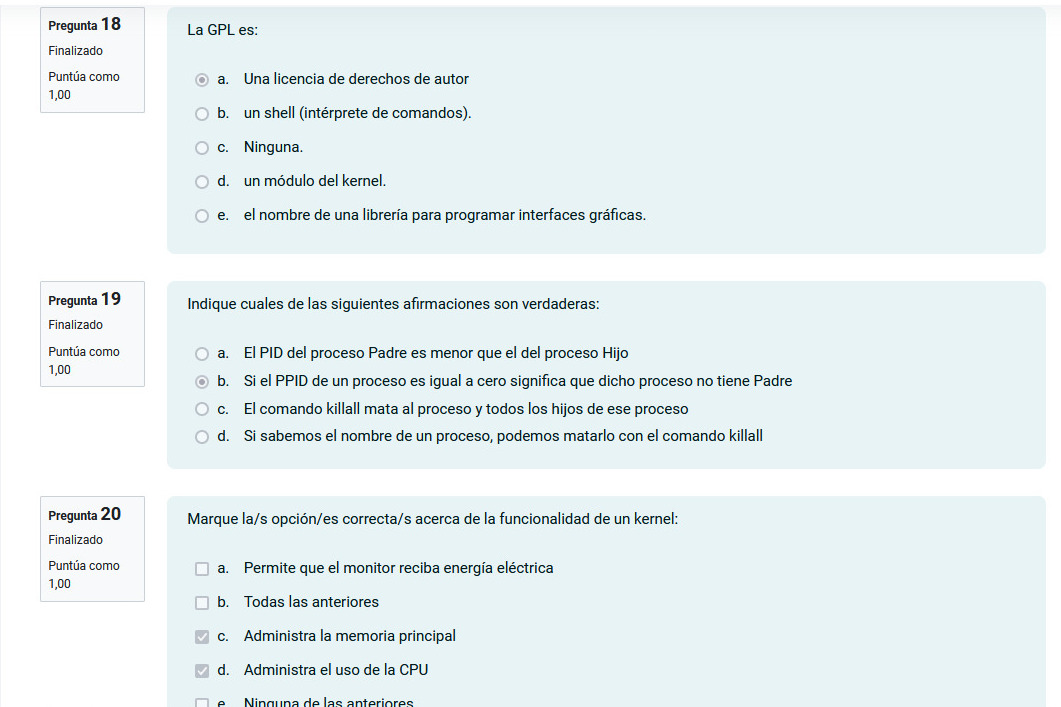 Pregunta 18
Finalizado
Puntúa como
1,00
La GPL es:
a. Una licencia de derechos de autor
b. un shell (intérprete de comandos).
c. Ninguna.
d. un módulo del kernel.
e. el nombre de una librería para programar interfaces gráficas.
Pregunta 19
Finalizado
Puntúa como
1,00
Indique cuales de las siguientes afirmaciones son verdaderas:
a. El PID del proceso Padre es menor que el del proceso Hijo
b. Si el PPID de un proceso es igual a cero significa que dicho proceso no tiene Padre
c. El comando killall mata al proceso y todos los hijos de ese proceso
d. Si sabemos el nombre de un proceso, podemos matarlo con el comando killall
Pregunta 20
Finalizado
Puntúa como
1,00
Marque la/s opción/es correcta/s acerca de la funcionalidad de un kernel:
a. Permite que el monitor reciba energía eléctrica
b. Todas las anteriores
c. Administra la memoria principal
d. Administra el uso de la CPU
e. Ninguna de las anteriores